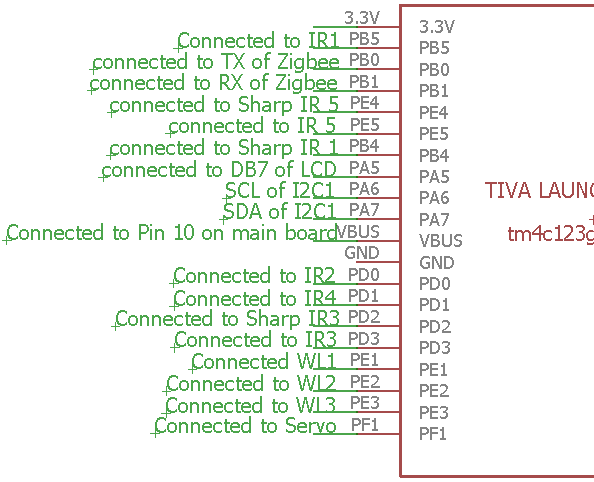 3.3V 3.3V
Connected to IR1 PB5 PB5
connected to TX of Zigbee PB0 PB0
connected to RX of Zigbee PB1 PB1
connected to Sharp IR 5 PE4 PE4
connected to IR 5 PE5 PE5
connected to Sharp IR 1 PB4 PB4
connected to DB7 of LCD PA5 PA5
SCL of I2C1 PA6 PA6 TIVA LAUNC
SDA of I2C1 PA7 PA7
Connected to Pin 10 on main board VBUS VBUS tm4c123g
GND GND
Connected to IR2 PD0 PD0
Connected to IR4 PD1 PD1
Connected to Sharp IR3 PD2 PD2
Connected to IR3 PD3 PD3
Connected WL1 PE1 PE1
Connected to WL2 PE2 PE2
Connected to WL3 PE3 PE3
Connected to Servo PF1 PF1